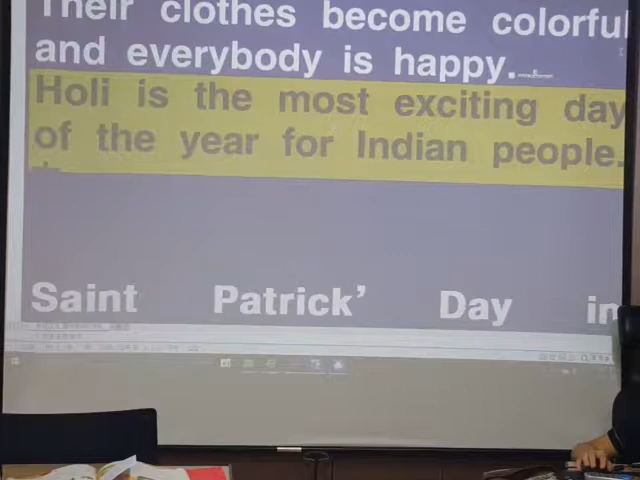 Their clothes become colorful
and everybody is happy.
Holi is the most exciting day
of the year for Indian people.
Saint Patrick’ Day in